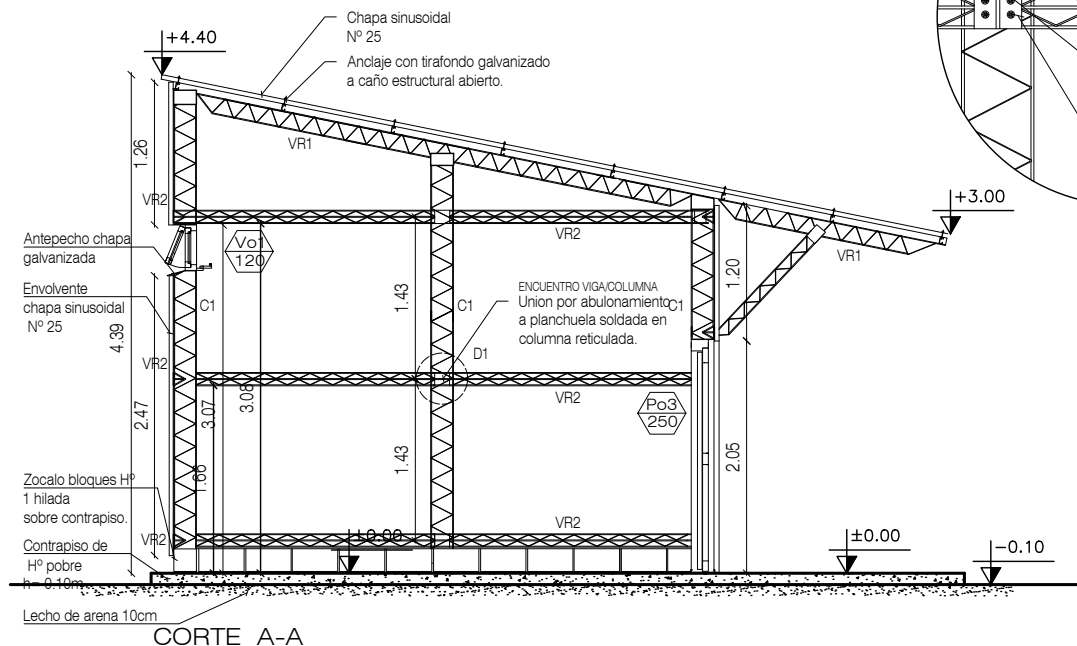 Chapa sinusoidal
Nº 25
Anclaje con tirafondo galvanizado
a caño estructural abierto.
+4.40
VR1
1.26
VR2
+3.00
VR2
VR1
Antepecho chapa
galvanizada
Vo1
120
1.20
Envolvente
chapa sinusoidal
Nº 25
C1
1.43
C1
ENCUENTRO VIGA/COLUMNA
Union por abulonamiento
a planchuela soldada en
columna reticulada.
C1
4.39
D1
VR2
VR2
2.47
3.07
3.08
Po3
250
1.66
1.43
2.05
Zocalo bloques Hº
1 hilada
sobre contrapiso.
VR2
VR2
±0.00
±0.00
-0.10
Contrapiso de
Hº pobre
h= 0.10m
Lecho de arena 10cm
CORTE A-A